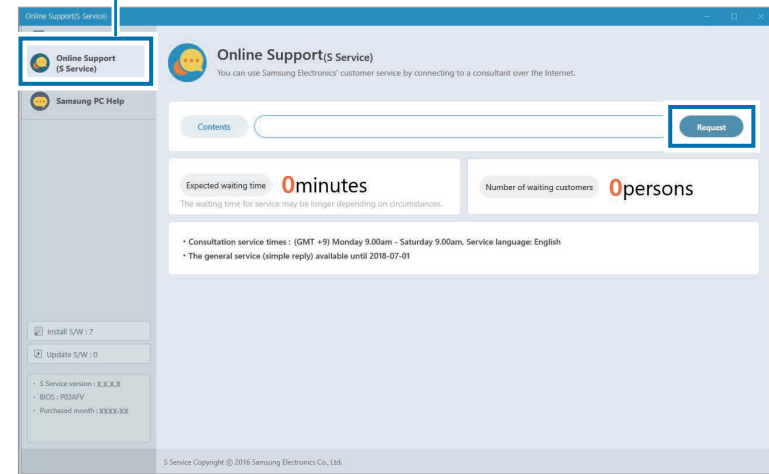 Online Support(S Service)
Online Support
(S Service)
Samsung PC Help
Online Support(S Service)
You can use Samsung Electronics' customer service by connecting to a consultant over the Internet.
Contents
Request
Expected waiting time 0minutes
The waiting time for service may be longer depending on circumstances.
Number of waiting customers 0persons
• Consultation service times : (GMT +9) Monday 9.00am - Saturday 9.00am. Service language: English
• The general service (simple reply) available until 2018-07-01
Install S/W : 7
Update S/W : 0
• S Service version : X.X.X.X
• BIOS : P03AFV
• Purchased month : XXXX-XX
S Service Copyright ⓒ 2016 Samsung Electronics Co., Ltd.